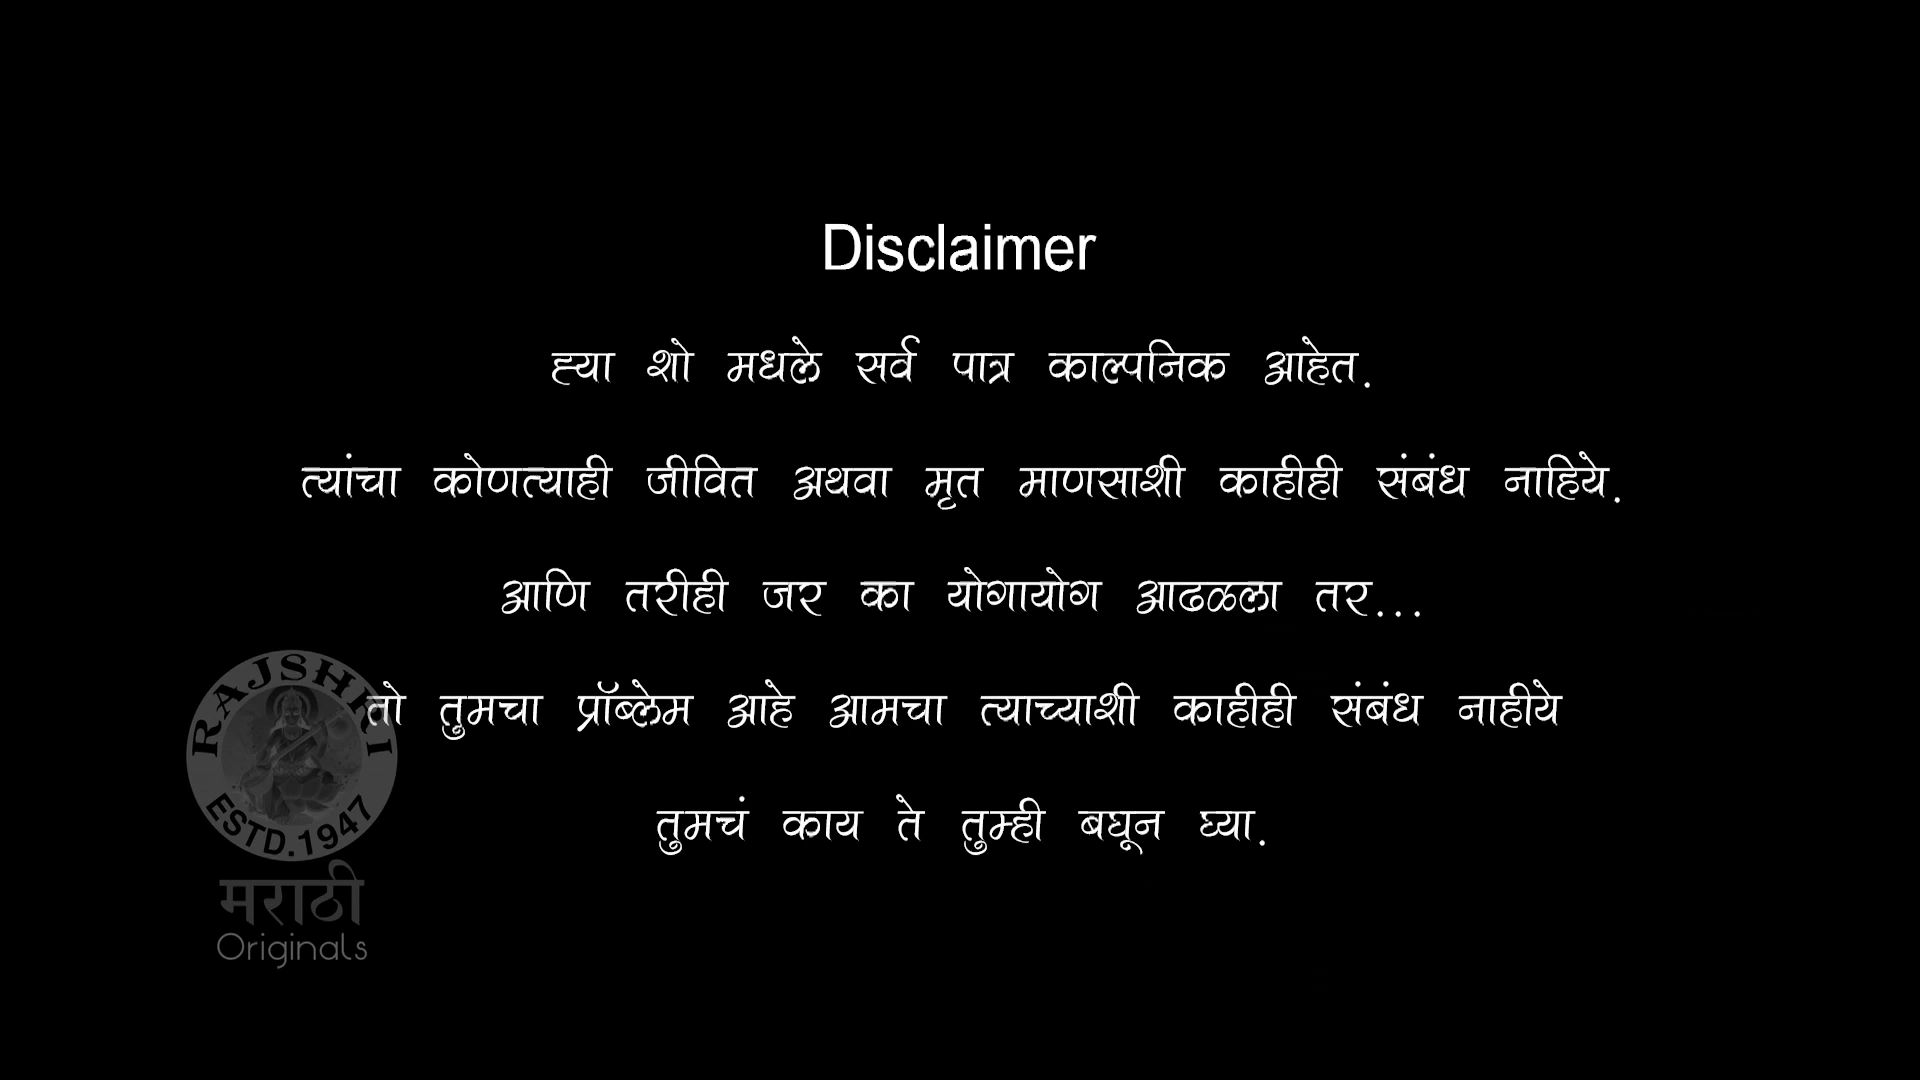 Disclaimer
ह्या शो मधले सर्व पात्र काल्पनिक आहेत.
त्यांचा कोणत्याही जीवित अथवा मृत माणसाशी काहीही संबंध नाहिये.
आणि तरीही जर का योगायोग आढळला तर...
तो तुमचा प्रॉब्लेम आहे आमचा त्याच्याशी काहीही संबंध नाहीये
तुमचं काय ते तुम्ही बघून घ्या.
RAJSHRI
ESTD.1947
मराठी
Originals